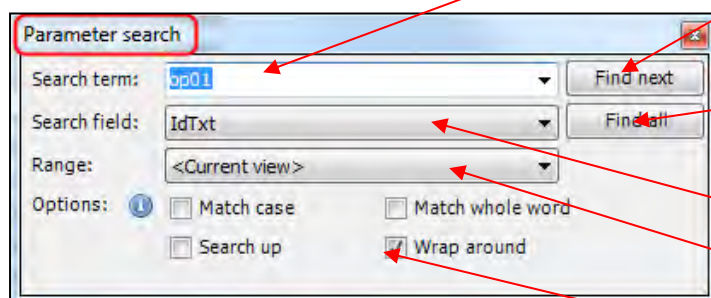 Parameter search
Search term: op01 Find next
Search field: IdTxt Find all
Range: <Current view>
Options: Match case Match whole word
Search up Wrap around